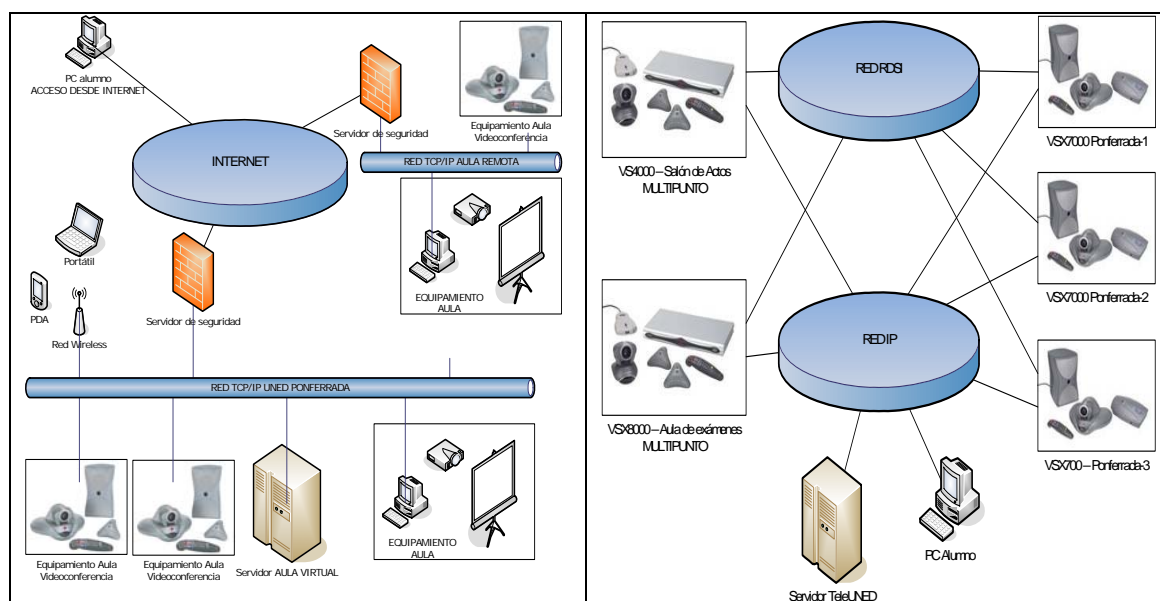 PC alumno
ACCESO DESDE INTERNET
Servidor de seguridad
Equipamiento Aula
Videoconferencia
INTERNET
RED TCP/IP AULA REMOTA
EQUIPAMIENTO
AULA
Portátil
PDA
Red Wireless
Servidor de seguridad
RED TCP/IP UNED PONFERRADA
Equipamiento Aula
Videoconferencia
Equipamiento Aula
Videoconferencia
Servidor AULA VIRTUAL
EQUIPAMIENTO
AULA
RED RDSI
VS4000 – Salón de Actos
MULTIPUNTO
VSX7000 Ponferrada-1
VSX7000 Ponferrada-2
RED IP
VSX8000 – Aula de exámenes
MULTIPUNTO
VSX700 – Ponferrada-3
PC Alumno
Servidor TeleUNED